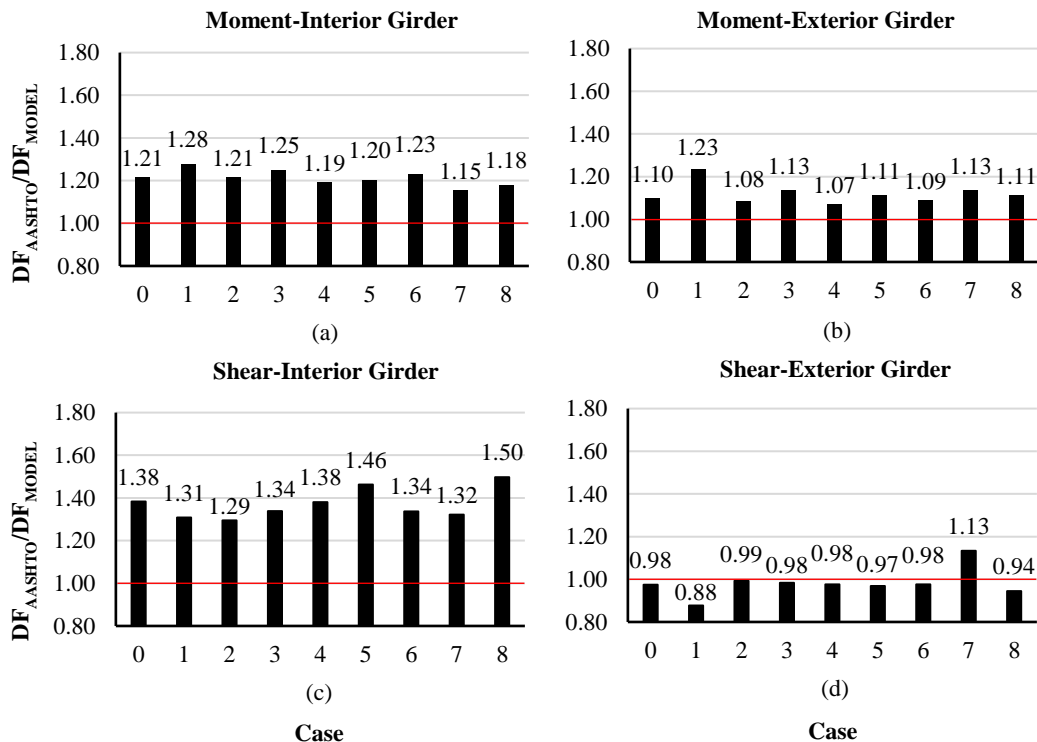 Moment-Interior Girder
DF_AASHTO/DF_MODEL
1.80
1.60
1.40
1.20
1.00
0.80
1.21 1.28 1.21 1.25 1.19 1.20 1.23 1.15 1.18
0 1 2 3 4 5 6 7 8
(a)
Moment-Exterior Girder
1.80
1.60
1.40
1.20
1.00
0.80
1.10 1.23 1.08 1.13 1.07 1.11 1.09 1.13 1.11
0 1 2 3 4 5 6 7 8
(b)
Shear-Interior Girder
DF_AASHTO/DF_MODEL
1.80
1.60
1.40
1.20
1.00
0.80
1.38 1.31 1.29 1.34 1.38 1.46 1.34 1.32 1.50
0 1 2 3 4 5 6 7 8
(c)
Case
Shear-Exterior Girder
1.80
1.60
1.40
1.20
1.00
0.80
0.98 0.88 0.99 0.98 0.98 0.97 0.98 1.13 0.94
0 1 2 3 4 5 6 7 8
(d)
Case